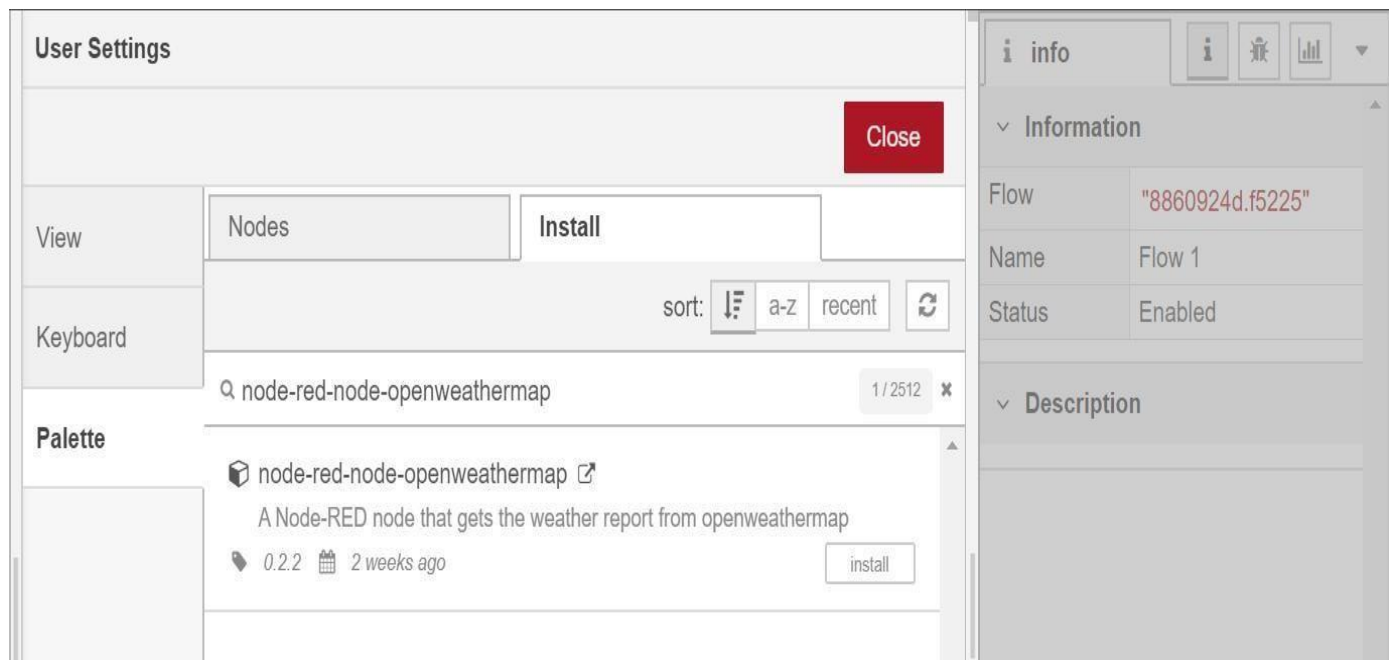 User Settings
Close
View
Keyboard
Palette
Nodes
Install
sort: a-z recent
node-red-node-openweathermap 1 / 2512
node-red-node-openweathermap
A Node-RED node that gets the weather report from openweathermap
0.2.2 2 weeks ago install
i info i
Information
Flow "8860924d.f5225"
Name Flow 1
Status Enabled
Description